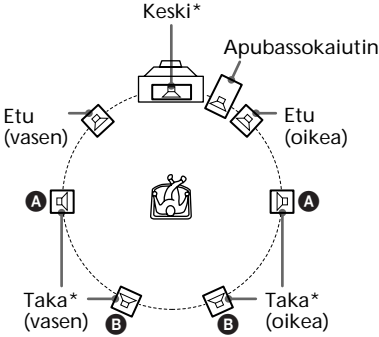 Keski*
Apubassokaiutin
Etu
(vasen)
Etu
(oikea)
A
A
Taka*
(vasen)
B
B
Taka*
(oikea)